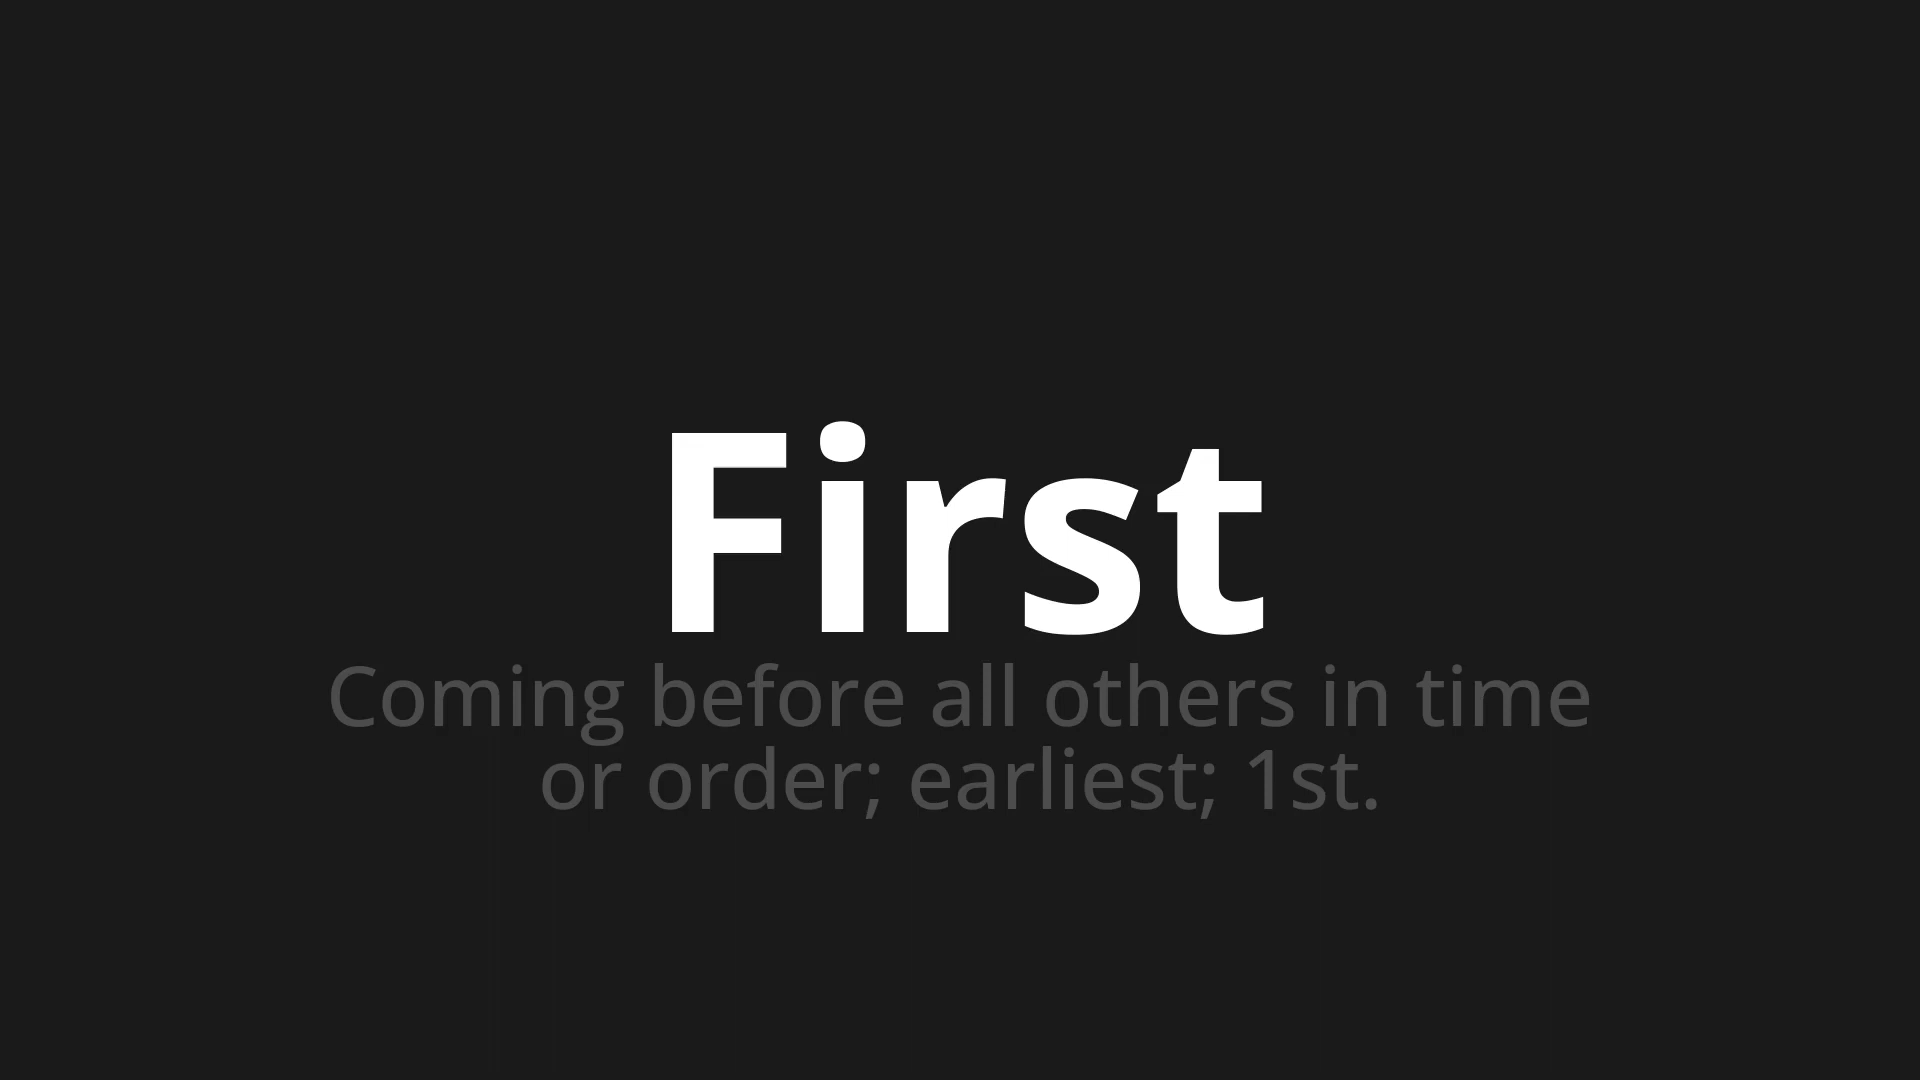 First
Coming before all others in time
or order; earliest; 1st.